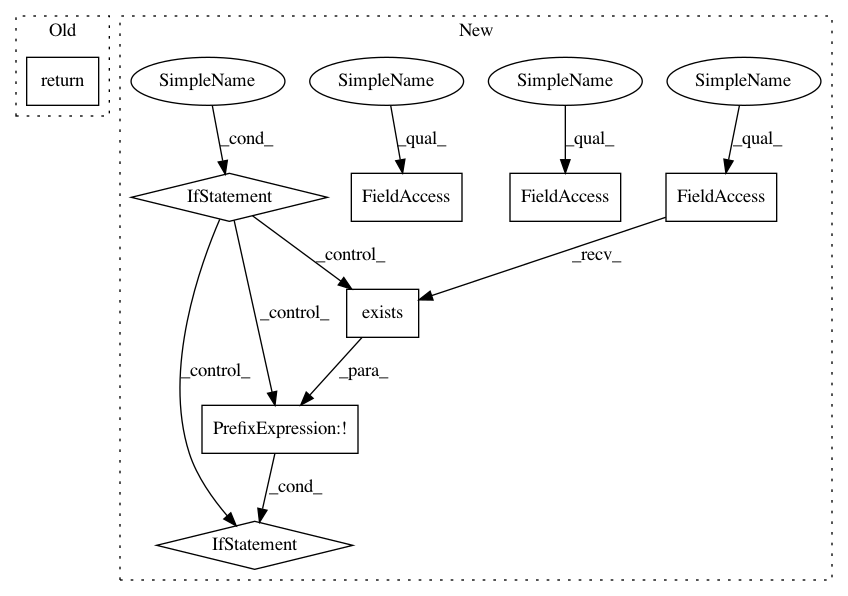 Old
New
return
SimpleName
SimpleName
SimpleName
SimpleName
_cond_
_qual_
_qual_
_qual_
IfStatement
FieldAccess
FieldAccess
FieldAccess
_control_
_recv_
_control_
exists
_control_
_para_
PrefixExpression:!
_cond_
IfStatement